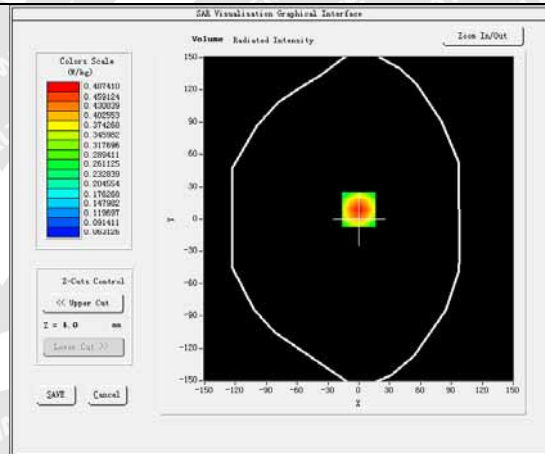 SAR Visualisation Graphical Interface
Volume Radiated Intensity
Zoom In/Out
Colors Scale
(W/kg)
0.487410
0.459124
0.430839
0.402553
0.374268
0.345982
0.317696
0.289411
0.261125
0.232839
0.204554
0.176268
0.147982
0.119697
0.091411
0.063126
Z-Cuts Control
<< Upper Cut
Z = 4.0 mm
Lower Cut >>
SAVE
Cancel
150
120
90
60
30
0
-30
-60
-90
-120
-150
Y
-150 -120 -90 -60 -30 0 30 60 90 120 150
X